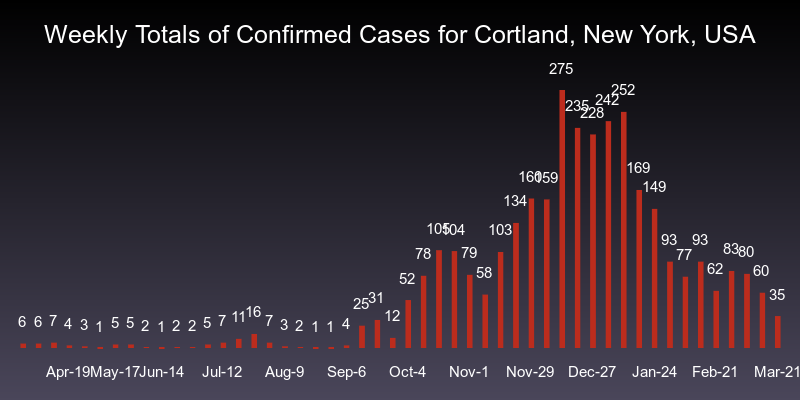 Weekly Totals of Confirmed Cases for Cortland, New York, USA
6 6 7 4 3 1 5 5 2 1 2 2 5 7 11 16 7 3 2 1 1 4 25 31 12 52 78 105 104 79 58 103 134 160 159 275 235 228 242 252 169 149 93 77 93 62 83 80 60 35
Apr-19 May-17 Jun-14 Jul-12 Aug-9 Sep-6 Oct-4 Nov-1 Nov-29 Dec-27 Jan-24 Feb-21 Mar-21